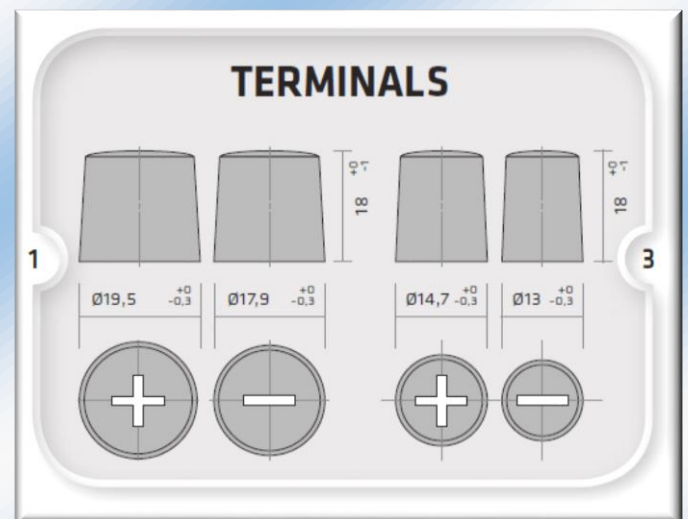 TERMINALS
18 +0 -1
18 +0 -1
1
3
Ø19,5 +0 -0,3
Ø17,9 +0 -0,3
Ø14,7 +0 -0,3
Ø13 +0 -0,3